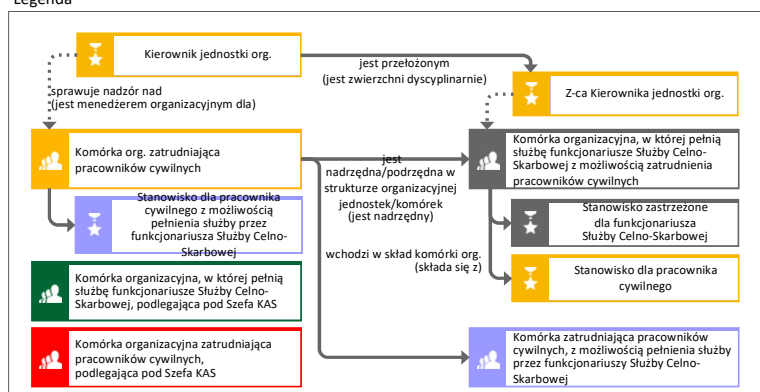 Legenda
Kierownik jednostki org.
jest przełożonym
(jest zwierzchni dyscyplinarnie)
sprawuje nadzór nad
(jest menedżerem organizacyjnym dla)
Z-ca Kierownika jednostki org.
Komórka org. zatrudniająca
pracowników cywilnych
jest
nadrzędna/podrzędna w
strukturze organizacyjnej
jednostek/komórek
(jest nadrzędny)
Komórka organizacyjna, w której pełnią
służbę funkcjonariusze Służby Celno-
Skarbowej z możliwością zatrudnienia
pracowników cywilnych
Stanowisko dla pracownika
cywilnego z możliwością
pełnienia służby przez
funkcjonariusza Służby Celno-
Skarbowej
Stanowisko zastrzeżone
dla funkcjonariusza
Służby Celno-Skarbowej
wchodzi w skład komórki org.
(składa się z)
Stanowisko dla pracownika
cywilnego
Komórka organizacyjna, w której pełnią
służbę funkcjonariusze Służby Celno-
Skarbowej, podlegająca pod Szefa KAS
Komórka organizacyjna zatrudniająca
pracowników cywilnych,
podlegająca pod Szefa KAS
Komórka zatrudniająca pracowników
cywilnych, z możliwością pełnienia służby
przez funkcjonariuszy Służby Celno-
Skarbowej